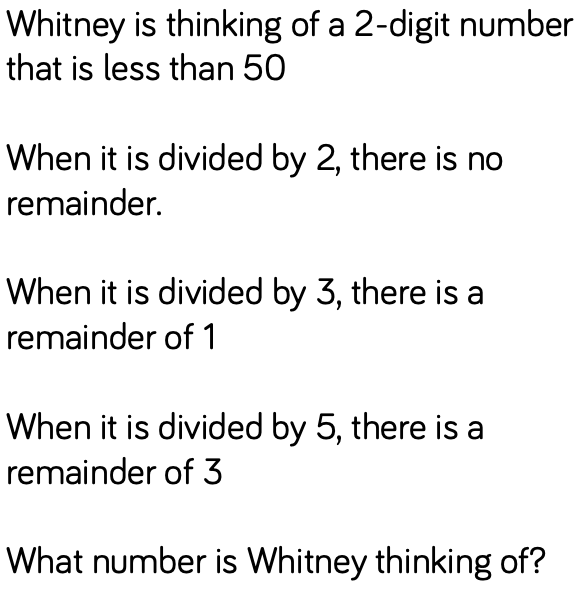 Whitney is thinking of a 2-digit number
that is less than 50
When it is divided by 2, there is no
remainder.
When it is divided by 3, there is a
remainder of 1
When it is divided by 5, there is a
remainder of 3
What number is Whitney thinking of?